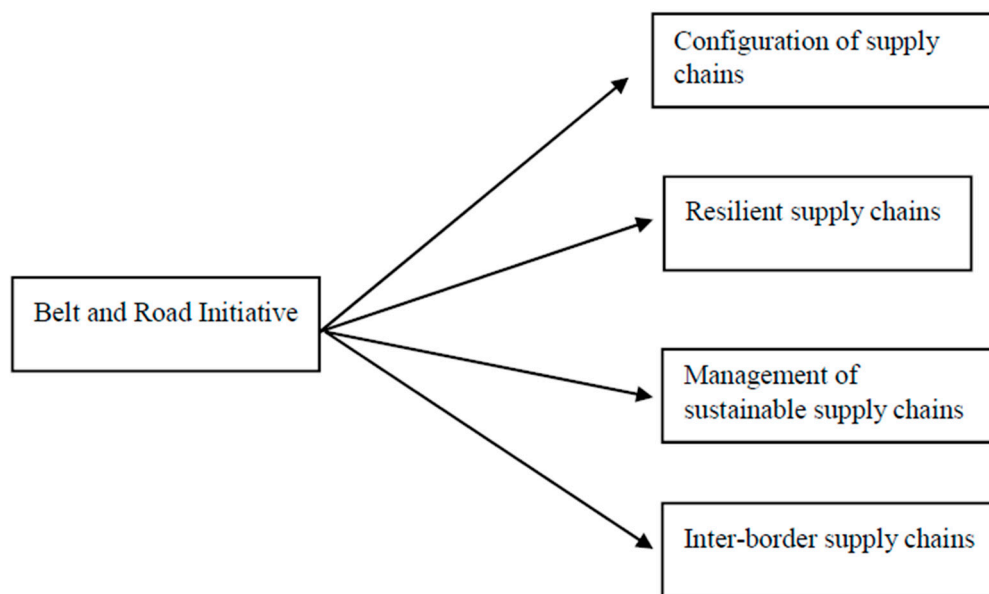 Configuration of supply
chains
Resilient supply chains
Belt and Road Initiative
Management of
sustainable supply chains
Inter-border supply chains